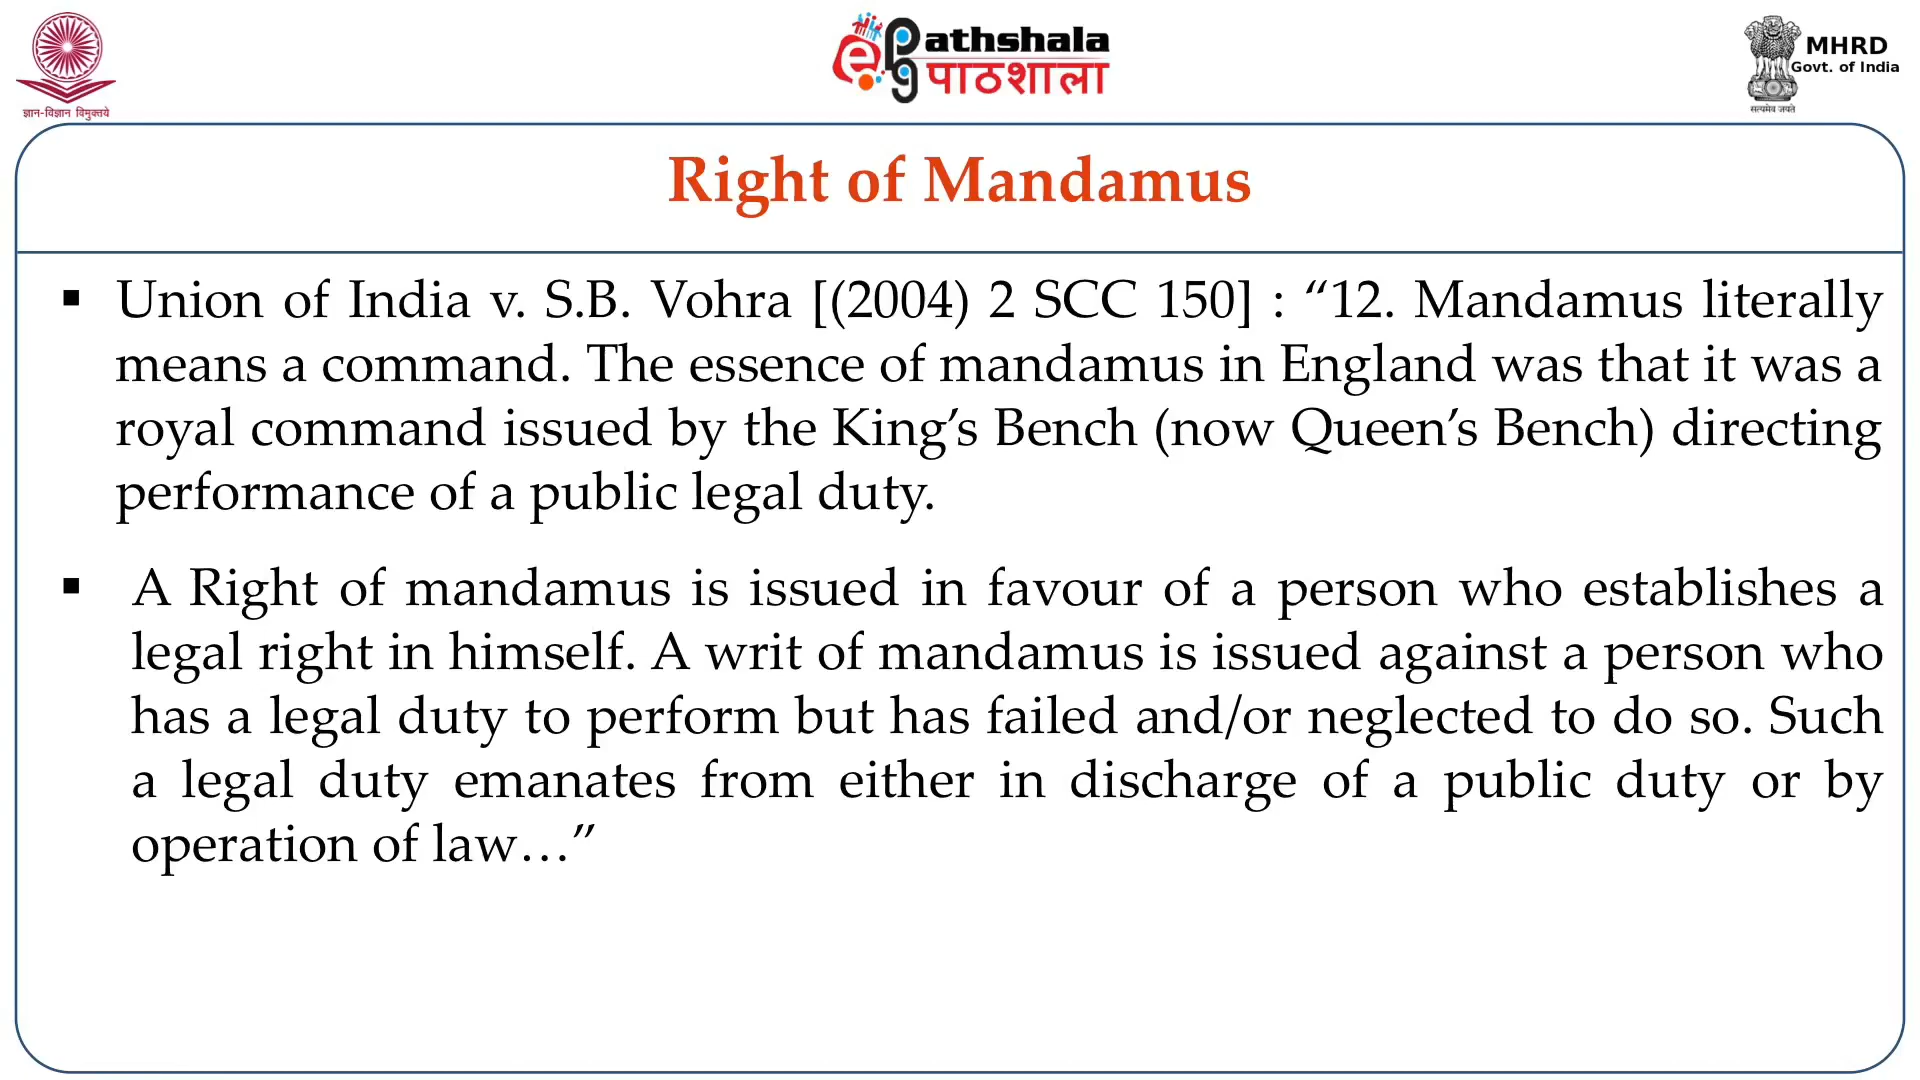 ज्ञान-विज्ञान विमुक्तये
ePG Pathshala
पाठशाला
MHRD
Govt. of India
सत्यमेव जयते
Right of Mandamus
▪ Union of India v. S.B. Vohra [(2004) 2 SCC 150] : “12. Mandamus literally
means a command. The essence of mandamus in England was that it was a
royal command issued by the King’s Bench (now Queen’s Bench) directing
performance of a public legal duty.
▪ A Right of mandamus is issued in favour of a person who establishes a
legal right in himself. A writ of mandamus is issued against a person who
has a legal duty to perform but has failed and/or neglected to do so. Such
a legal duty emanates from either in discharge of a public duty or by
operation of law…”